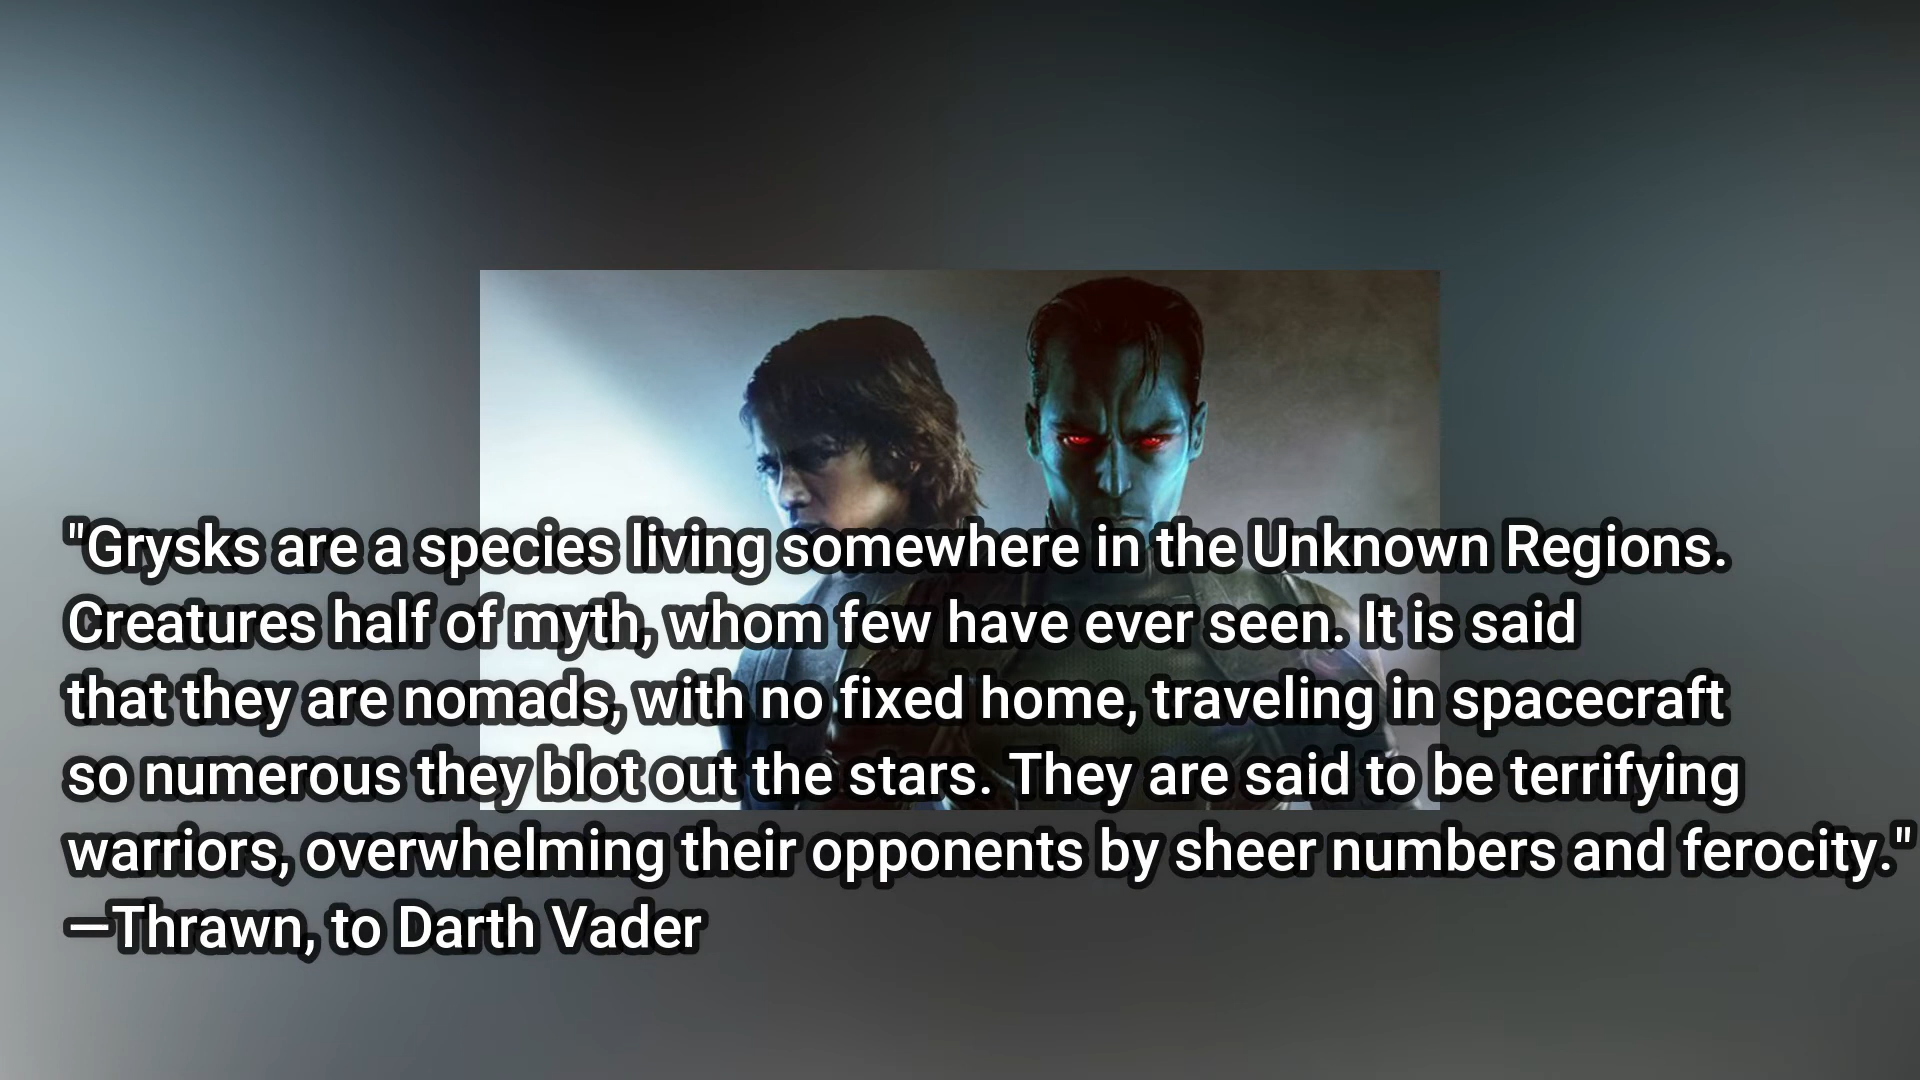 "Grysks are a species living somewhere in the Unknown Regions.
Creatures half of myth, whom few have ever seen. It is said
that they are nomads, with no fixed home, traveling in spacecraft
so numerous they blot out the stars. They are said to be terrifying
warriors, overwhelming their opponents by sheer numbers and ferocity."
—Thrawn, to Darth Vader